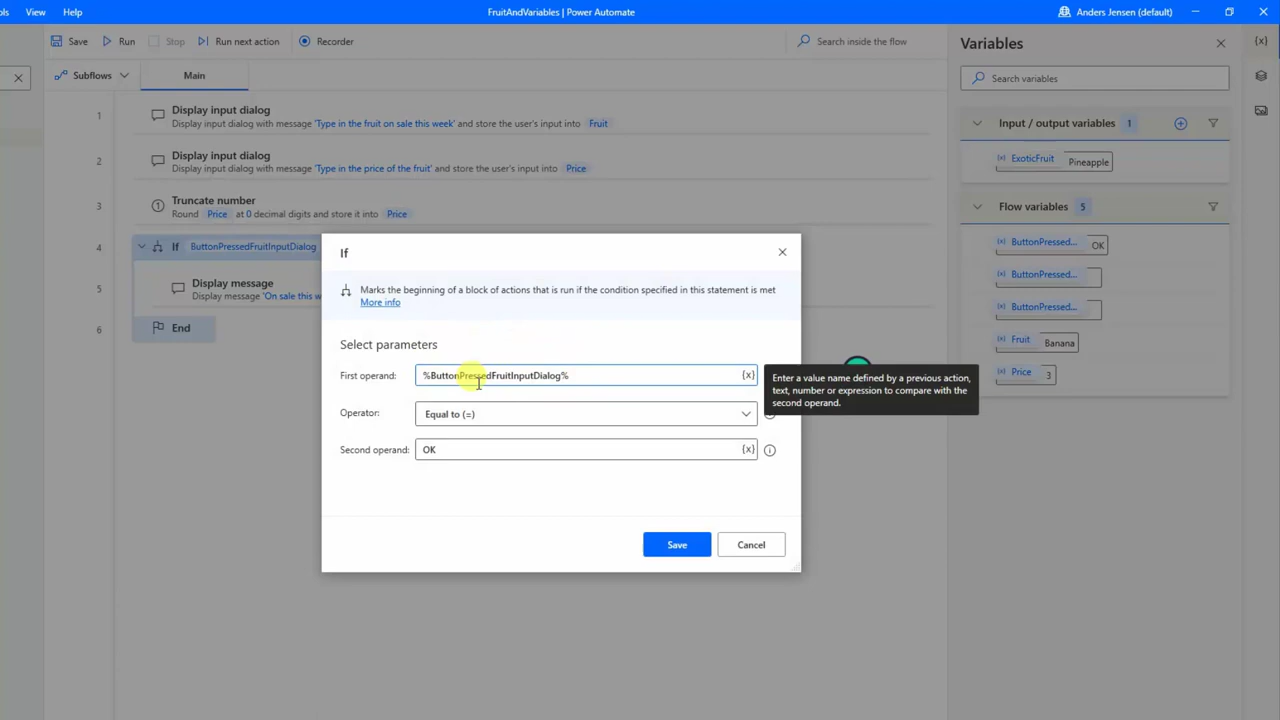 ols View Help
FruitAndVariables | Power Automate
Anders Jensen (default)
Save Run Stop Run next action Recorder
Search inside the flow
Subflows
Main
1
Display input dialog
Display input dialog with message 'Type in the fruit on sale this week' and store the user's input into Fruit
2
Display input dialog
Display input dialog with message 'Type in the price of the fruit' and store the user's input into Price
3
Truncate number
Round Price at 0 decimal digits and store it into Price
4
If ButtonPressedFruitInputDialog
5
Display message
Display message 'On sale this w
6
End
If
Marks the beginning of a block of actions that is run if the condition specified in this statement is met
More info
Select parameters
First operand: %ButtonPressedFruitInputDialog% {x}
Operator: Equal to (=)
Second operand: OK {x}
Save Cancel
Enter a value name defined by a previous action,
text, number or expression to compare with the
second operand.
Variables
Search variables
Input / output variables 1
(x) ExoticFruit Pineapple
Flow variables 5
(x) ButtonPressed... OK
(x) ButtonPressed...
(x) ButtonPressed...
(x) Fruit Banana
(x) Price 3
{x}